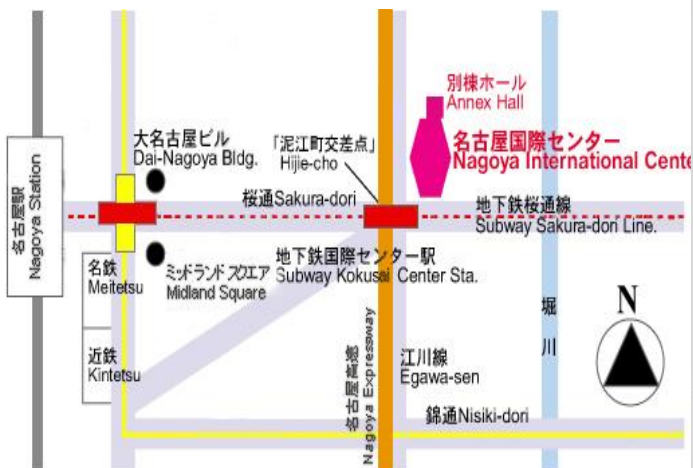 別棟ホール
Annex Hall
名古屋国際センター
Nagoya International Cente
大名古屋ビル
Dai-Nagoya Bldg.
「泥江町交差点」
Hijie-cho
名古屋駅
Nagoya Station
桜通Sakura-dori
地下鉄桜通線
Subway Sakura-dori Line.
名鉄
Meitetsu
ミッドランド スクエア
Midland Square
地下鉄国際センター駅
Subway Kokusai Center Sta.
堀川
N
近鉄
Kintetsu
名古屋高速
Nagoya Expressway
江川線
Egawa-sen
錦通Nisiki-dori